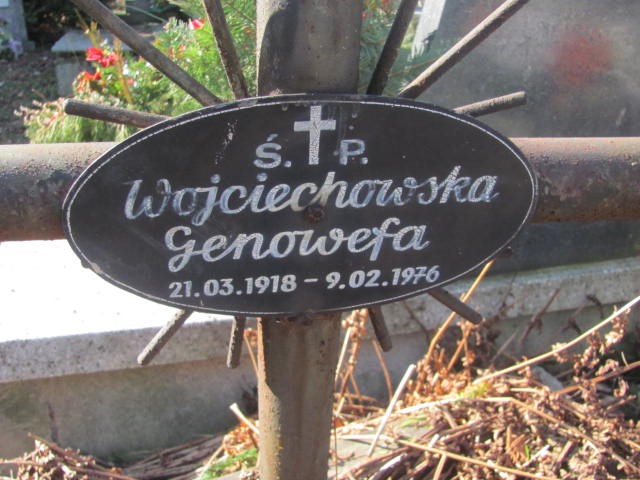 Ś. P.
Wojciechowska
Genowefa
21.03.1918 - 9.02.1976